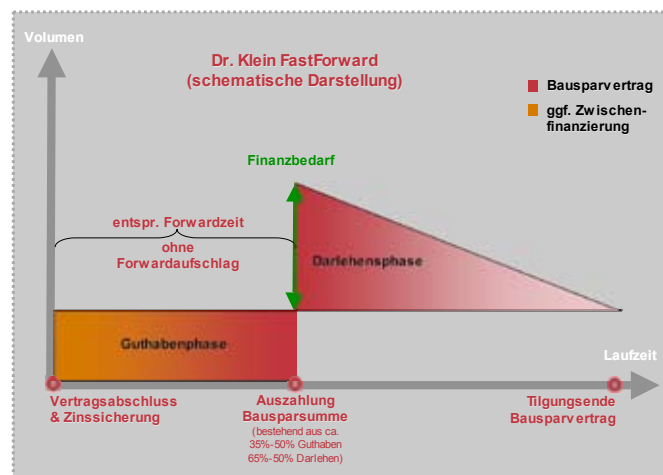 Volumen
Dr. Klein FastForward
(schematische Darstellung)
Bausparvertrag
ggf. Zwischen-
finanzierung
Finanzbedarf
entspr. Forwardzeit
ohne
Forwardaufschlag
Darlehensphase
Guthabenphase
Laufzeit
Vertragsabschluss
& Zinssicherung
Auszahlung
Bausparsumme
(bestehend aus ca.
35%-50% Guthaben
65%-50% Darlehen)
Tilgungsende
Bausparvertrag